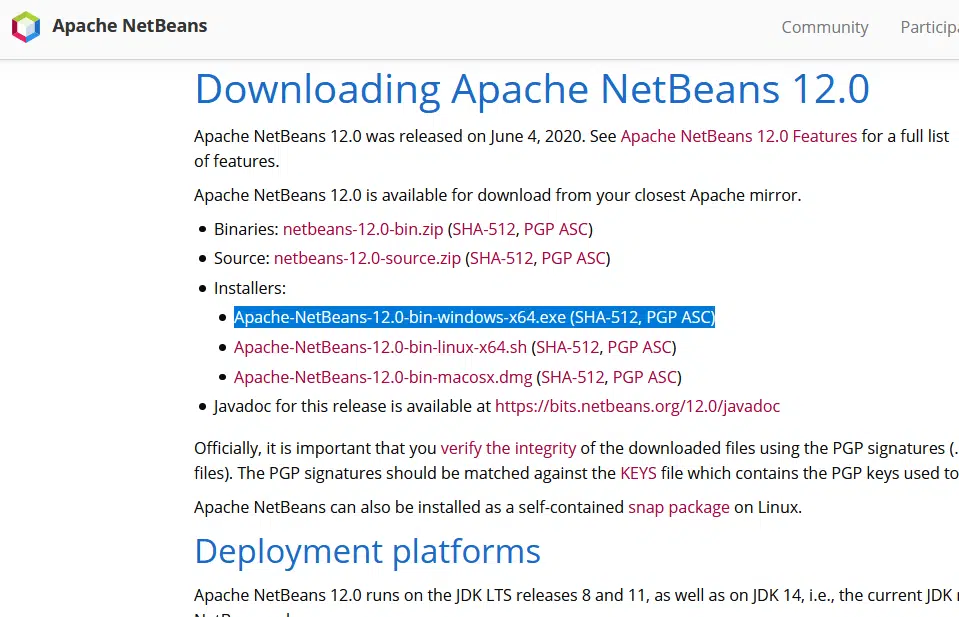 Apache NetBeans
Community
Downloading Apache NetBeans 12.0
Apache NetBeans 12.0 was released on June 4, 2020. See Apache NetBeans 12.0 Features for a full list
of features.
Apache NetBeans 12.0 is available for download from your closest Apache mirror.
• Binaries: netbeans-12.0-bin.zip (SHA-512, PGP ASC)
• Source: netbeans-12.0-source.zip (SHA-512, PGP ASC)
• Installers:
• Apache-NetBeans-12.0-bin-windows-x64.exe (SHA-512, PGP ASC)
• Apache-NetBeans-12.0-bin-linux-x64.sh (SHA-512, PGP ASC)
• Apache-NetBeans-12.0-bin-macosx.dmg (SHA-512, PGP ASC)
• Javadoc for this release is available at https://bits.netbeans.org/12.0/javadoc
Officially, it is important that you verify the integrity of the downloaded files using the PGP signatures (.
files). The PGP signatures should be matched against the KEYS file which contains the PGP keys used to
Apache NetBeans can also be installed as a self-contained snap package on Linux.
Deployment platforms
Apache NetBeans 12.0 runs on the JDK LTS releases 8 and 11, as well as on JDK 14, i.e., the current JDK